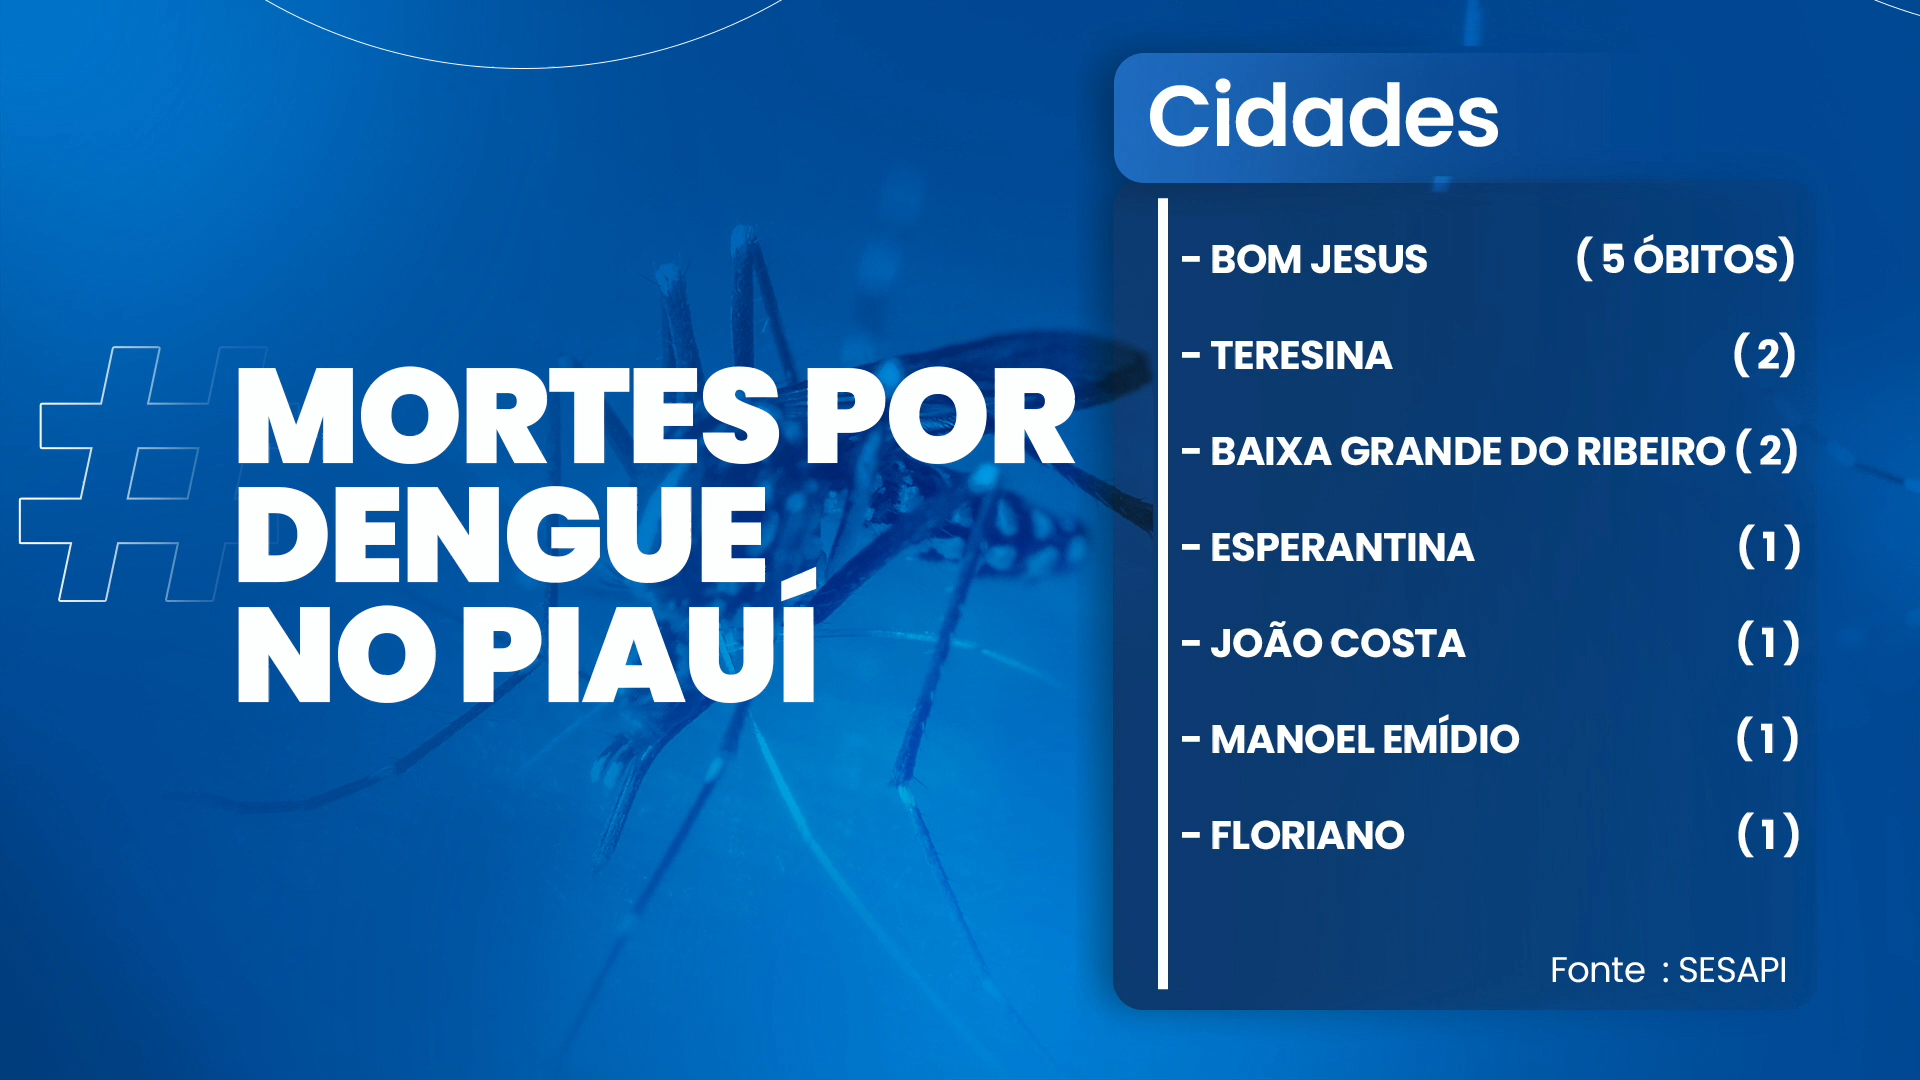 #
MORTES POR
DENGUE
NO PIAUÍ
Cidades
- BOM JESUS ( 5 ÓBITOS)
- TERESINA ( 2)
- BAIXA GRANDE DO RIBEIRO ( 2)
- ESPERANTINA ( 1 )
- JOÃO COSTA ( 1 )
- MANOEL EMÍDIO ( 1 )
- FLORIANO ( 1 )
Fonte : SESAPI